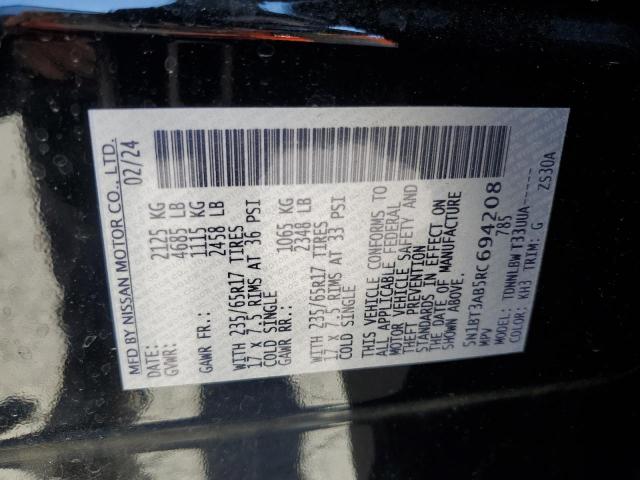 MFD BY NISSAN MOTOR CO., LTD.
DATE: 02/24
GVWR: 2125 KG
4685 LB
GAWR FR.: 1115 KG
2458 LB
WITH 235/65R17 TIRES
17 X 7.5 RIMS AT 36 PSI
COLD SINGLE
GAWR RR.: 1065 KG
2348 LB
WITH 235/65R17 TIRES
17 X 7.5 RIMS AT 33 PSI
COLD SINGLE
THIS VEHICLE CONFORMS TO
ALL APPLICABLE FEDERAL
MOTOR VEHICLE SAFETY AND
THEFT PREVENTION
STANDARDS IN EFFECT ON
THE DATE OF MANUFACTURE
SHOWN ABOVE.
5N1BT3AB5RC694208
MPV 785
MODEL: TDNNLBWT33UUA------
COLOR: KH3 TRIM: G ZS30A